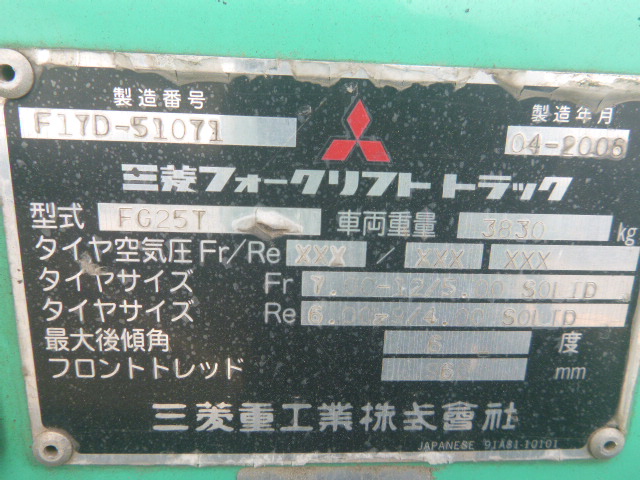 製造番号
F17D-51071
製造年月
04-2006
三菱フォークリフトトラック
型式 FG25T 車両重量 3830 kg
タイヤ空気圧 Fr/Re XXX / XXX XXX
タイヤサイズ Fr SOLID
タイヤサイズ Re SOLID
最大後傾角 6 度
フロントトレッド mm
三菱重工業株式會社
JAPANESE 91A81-10101